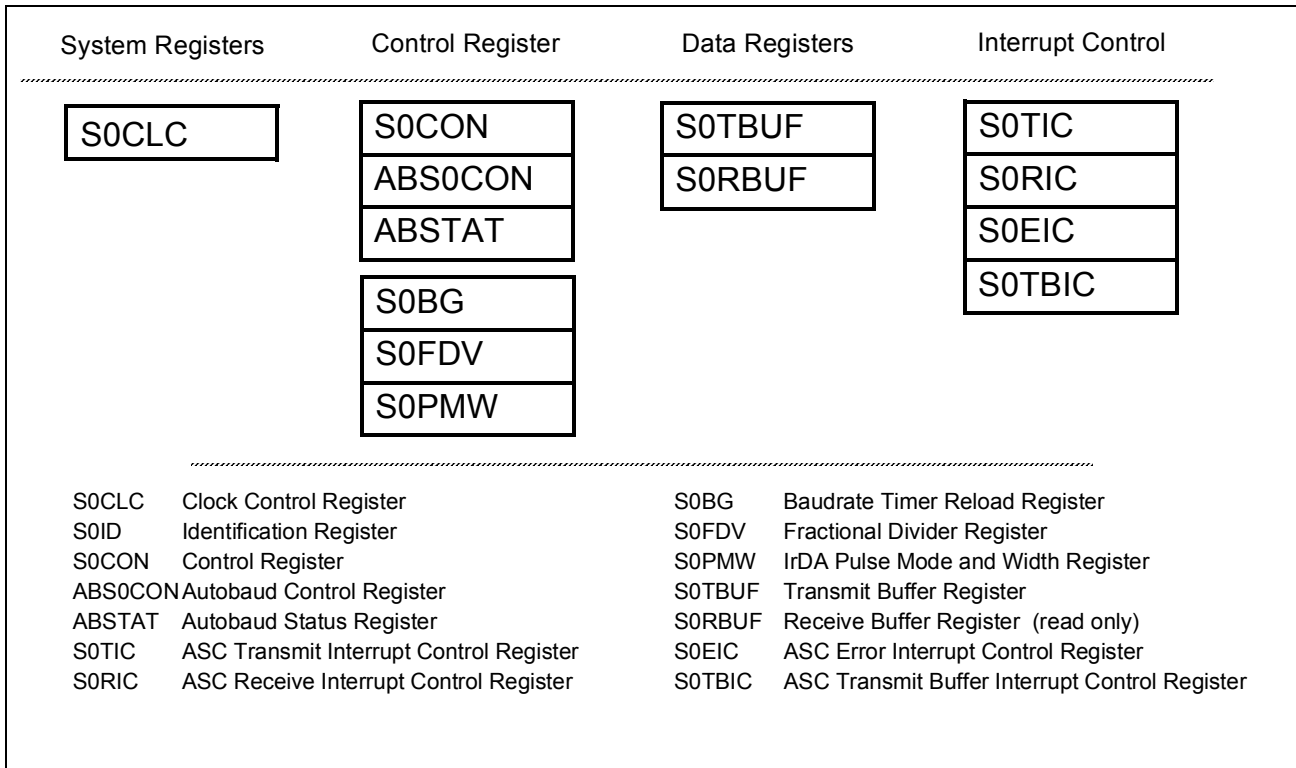 System Registers Control Register Data Registers Interrupt Control
S0CLC
S0CON
ABS0CON
ABSTAT
S0BG
S0FDV
S0PMW
S0TBUF
S0RBUF
S0TIC
S0RIC
S0EIC
S0TBIC
S0CLC Clock Control Register
S0ID Identification Register
S0CON Control Register
ABS0CON Autobaud Control Register
ABSTAT Autobaud Status Register
S0TIC ASC Transmit Interrupt Control Register
S0RIC ASC Receive Interrupt Control Register
S0BG Baudrate Timer Reload Register
S0FDV Fractional Divider Register
S0PMW IrDA Pulse Mode and Width Register
S0TBUF Transmit Buffer Register
S0RBUF Receive Buffer Register (read only)
S0EIC ASC Error Interrupt Control Register
S0TBIC ASC Transmit Buffer Interrupt Control Register